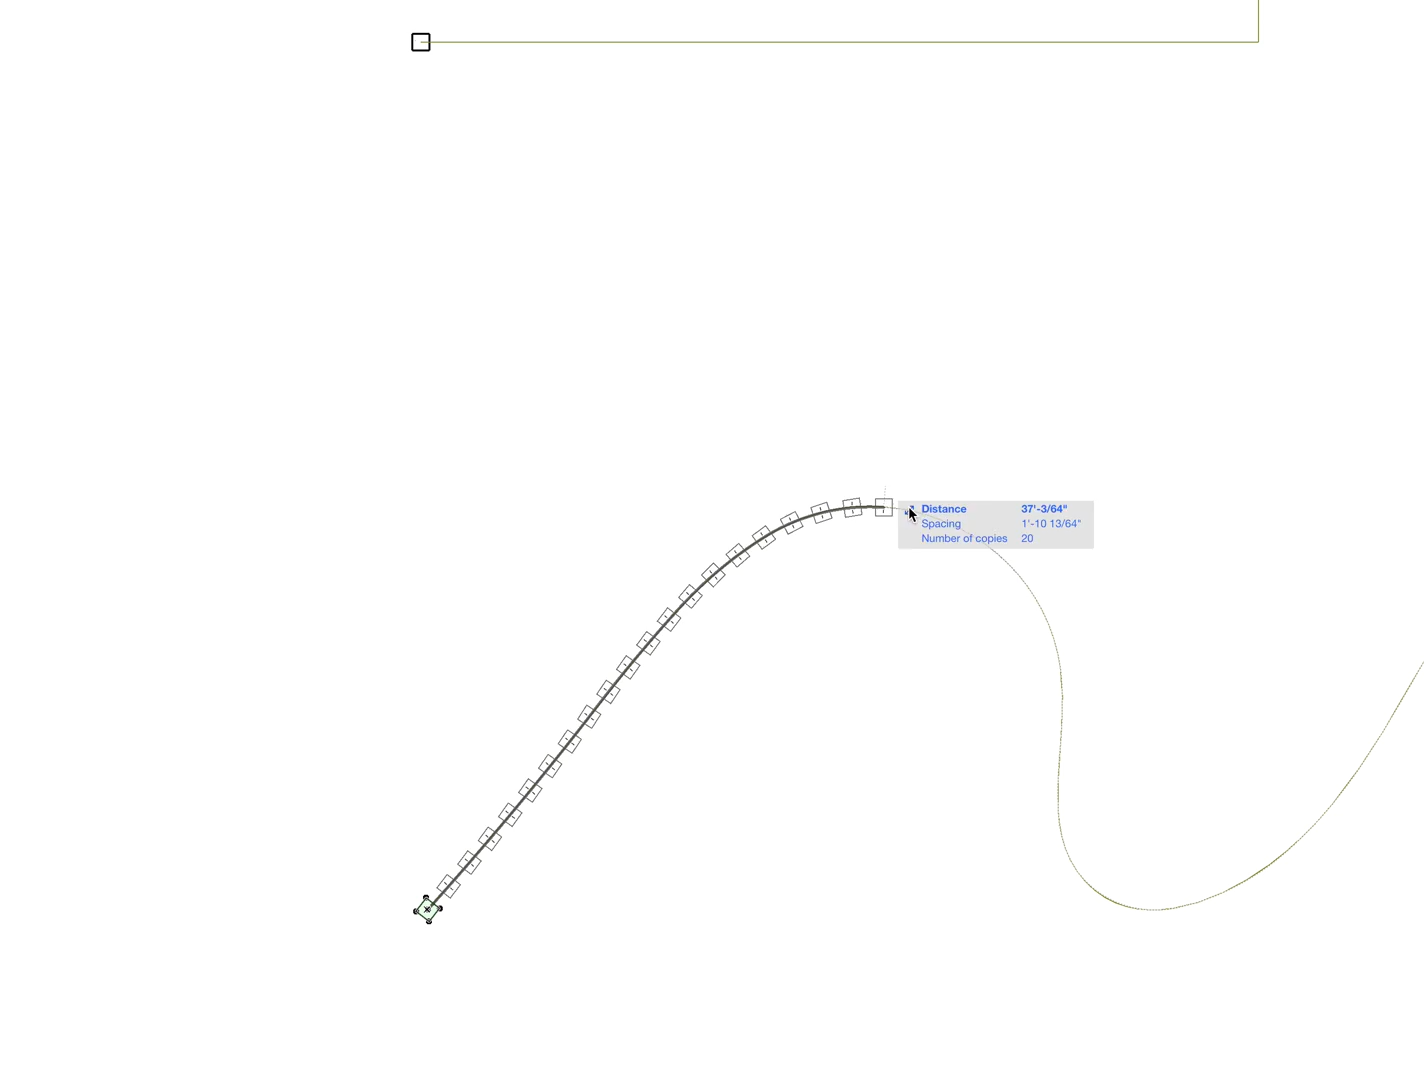 Distance 37'-3/64"
Spacing 1'-10 13/64"
Number of copies 20